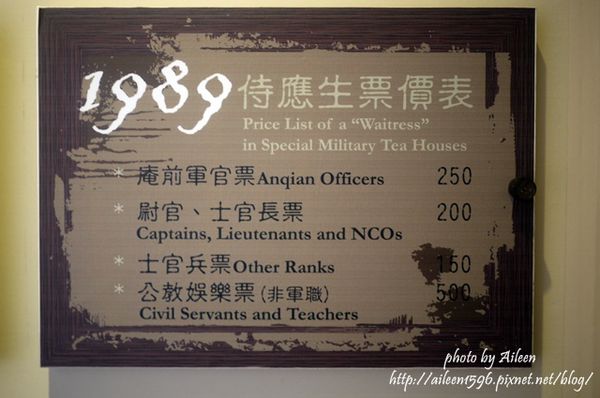 1989 侍應生票價表
Price List of a “Waitress”
in Special Military Tea Houses
* 庵前軍官票Anqian Officers 250
* 尉官、士官長票 200
Captains, Lieutenants and NCOs
* 士官兵票Other Ranks 150
* 公教娛樂票(非軍職) 500
Civil Servants and Teachers
photo by Aileen
http://aileen1596.pixnet.net/blog/